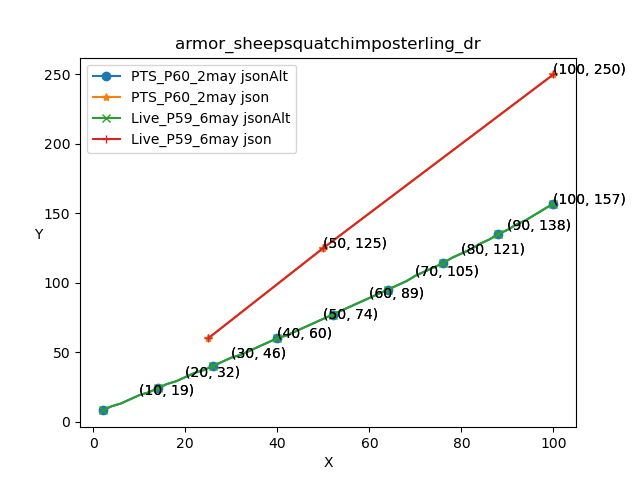 armor_sheepsquatchimposterling_dr
PTS_P60_2may jsonAlt
PTS_P60_2may json
Live_P59_6may jsonAlt
Live_P59_6may json
(100, 250)
(50, 125)
(100, 157)
(90, 138)
(80, 121)
(70, 105)
(60, 89)
(50, 74)
(40, 60)
(30, 46)
(20, 32)
(10, 19)
250
200
150
100
50
0
Y
0 20 40 60 80 100
X